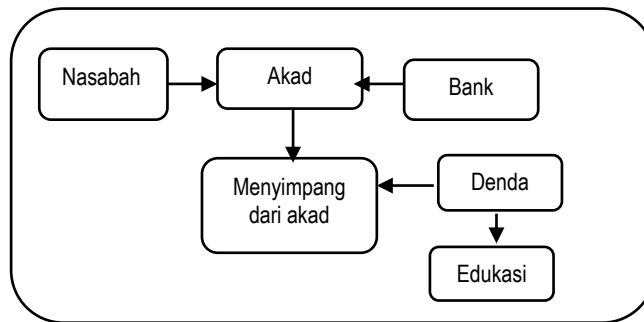 Nasabah
Akad
Bank
Menyimpang
dari akad
Denda
Edukasi